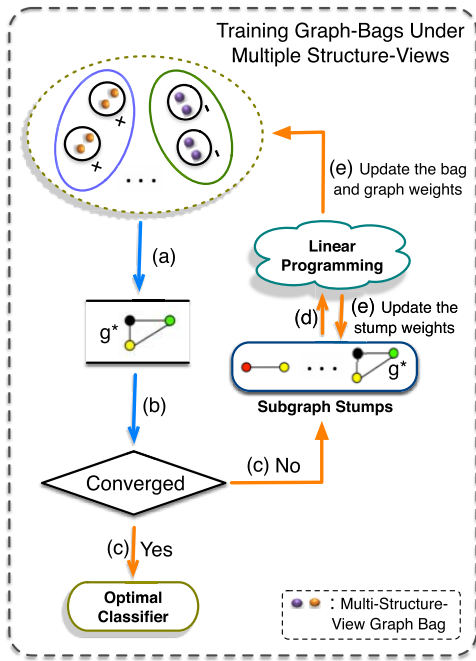 Training Graph-Bags Under
Multiple Structure-Views
+
-
+
-
. . .
(a)
(e) Update the bag
and graph weights
Linear
Programming
g*
(d)
(e) Update the
stump weights
. . .
g*
Subgraph Stumps
(b)
Converged
(c) No
(c) Yes
Optimal
Classifier
: Multi-Structure-
View Graph Bag